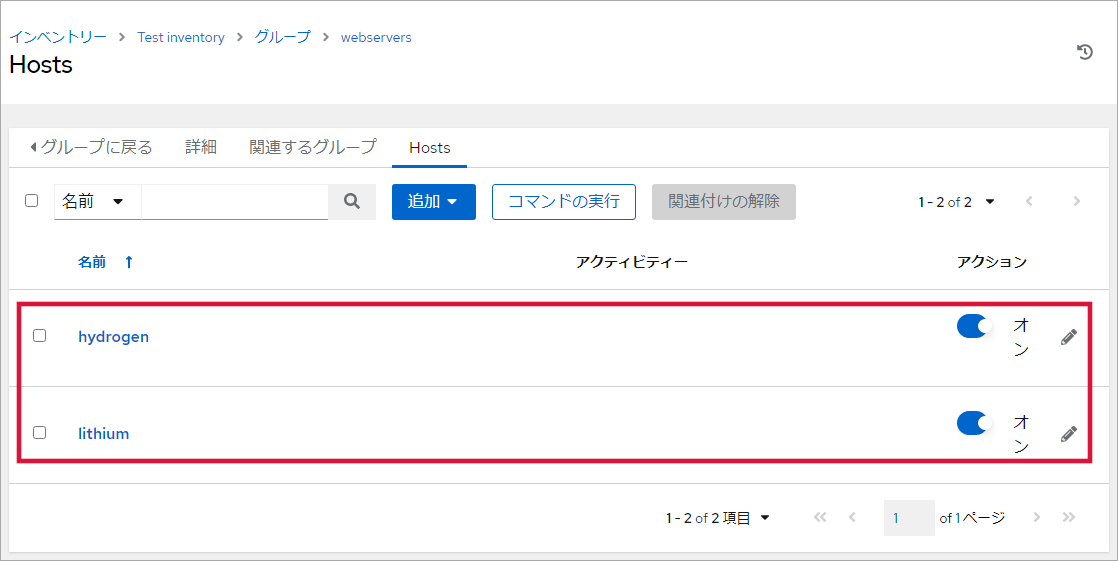 インベントリー > Test inventory > グループ > webservers
Hosts
グループに戻る 詳細 関連するグループ Hosts
名前 追加 コマンドの実行 関連付けの解除 1 - 2 of 2
名前 アクティビティー アクション
hydrogen オン
lithium オン
1 - 2 of 2 項目 1 of 1 ページ